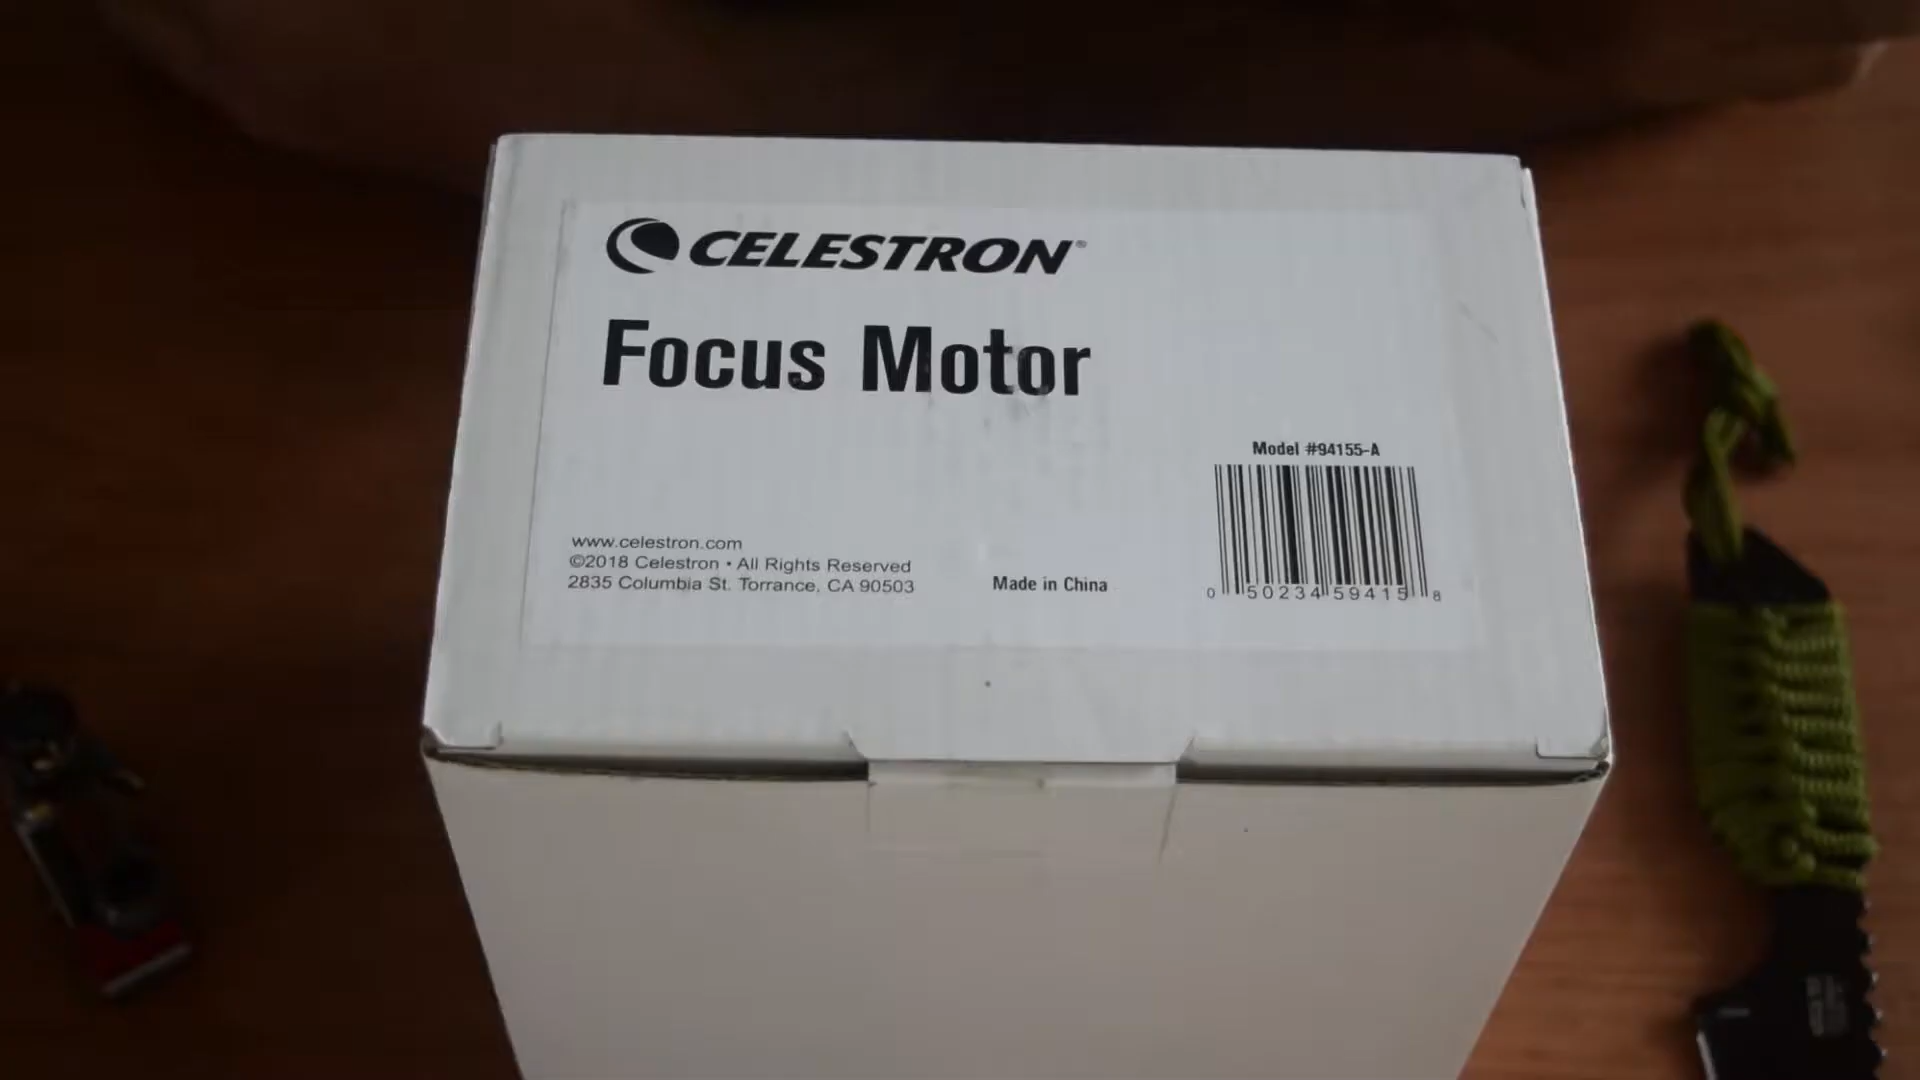 CELESTRON®
Focus Motor
Model #94155-A
www.celestron.com
©2018 Celestron • All Rights Reserved
2835 Columbia St. Torrance, CA 90503
Made in China
0 50234 59415 8